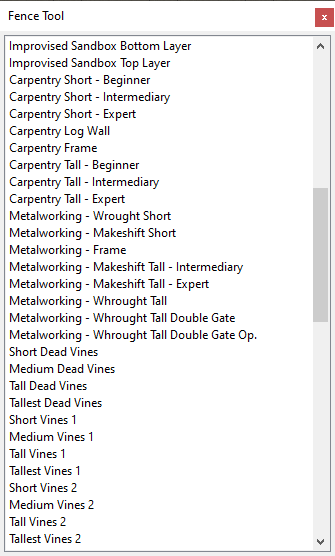 Fence Tool
x
Improvised Sandbox Bottom Layer
Improvised Sandbox Top Layer
Carpentry Short - Beginner
Carpentry Short - Intermediary
Carpentry Short - Expert
Carpentry Log Wall
Carpentry Frame
Carpentry Tall - Beginner
Carpentry Tall - Intermediary
Carpentry Tall - Expert
Metalworking - Wrought Short
Metalworking - Makeshift Short
Metalworking - Frame
Metalworking - Makeshift Tall - Intermediary
Metalworking - Makeshift Tall - Expert
Metalworking - Whrought Tall
Metalworking - Whrought Tall Double Gate
Metalworking - Whrought Tall Double Gate Op.
Short Dead Vines
Medium Dead Vines
Tall Dead Vines
Tallest Dead Vines
Short Vines 1
Medium Vines 1
Tall Vines 1
Tallest Vines 1
Short Vines 2
Medium Vines 2
Tall Vines 2
Tallest Vines 2